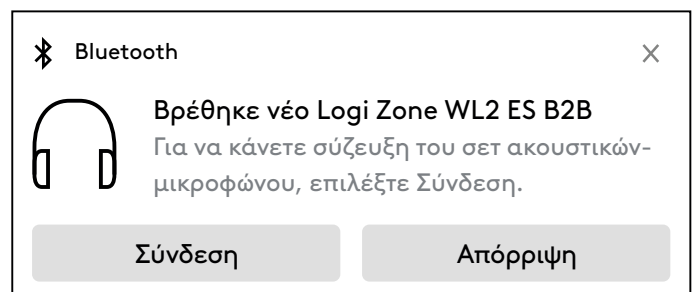 Bluetooth
Βρέθηκε νέο Logi Zone WL2 ES B2B
Για να κάνετε σύζευξη του σετ ακουστικών-
μικροφώνου, επιλέξτε Σύνδεση.
Σύνδεση
Απόρριψη